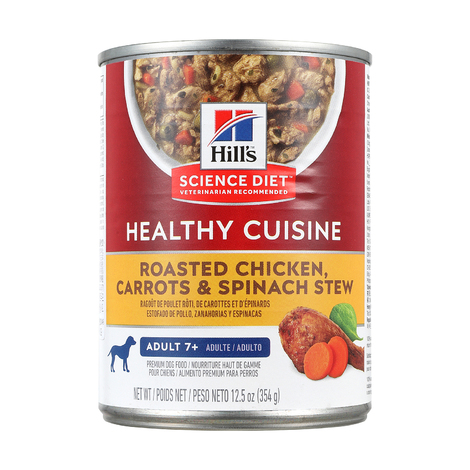 Hill's
SCIENCE DIET
VETERINARIAN RECOMMENDED
HEALTHY CUISINE
ROASTED CHICKEN,
CARROTS & SPINACH STEW
RAGOÛT DE POULET RÔTI, DE CAROTTES ET D'ÉPINARDS
ESTOFADO DE POLLO, ZANAHORIAS Y ESPINACAS
ADULT 7+ ADULTE / ADULTO
PREMIUM DOG FOOD / NOURRITURE HAUT DE GAMME
POUR CHIENS / ALIMENTO PREMIUM PARA PERROS
NET WT / POIDS NET / PESO NETO 12.5 oz (354 g)